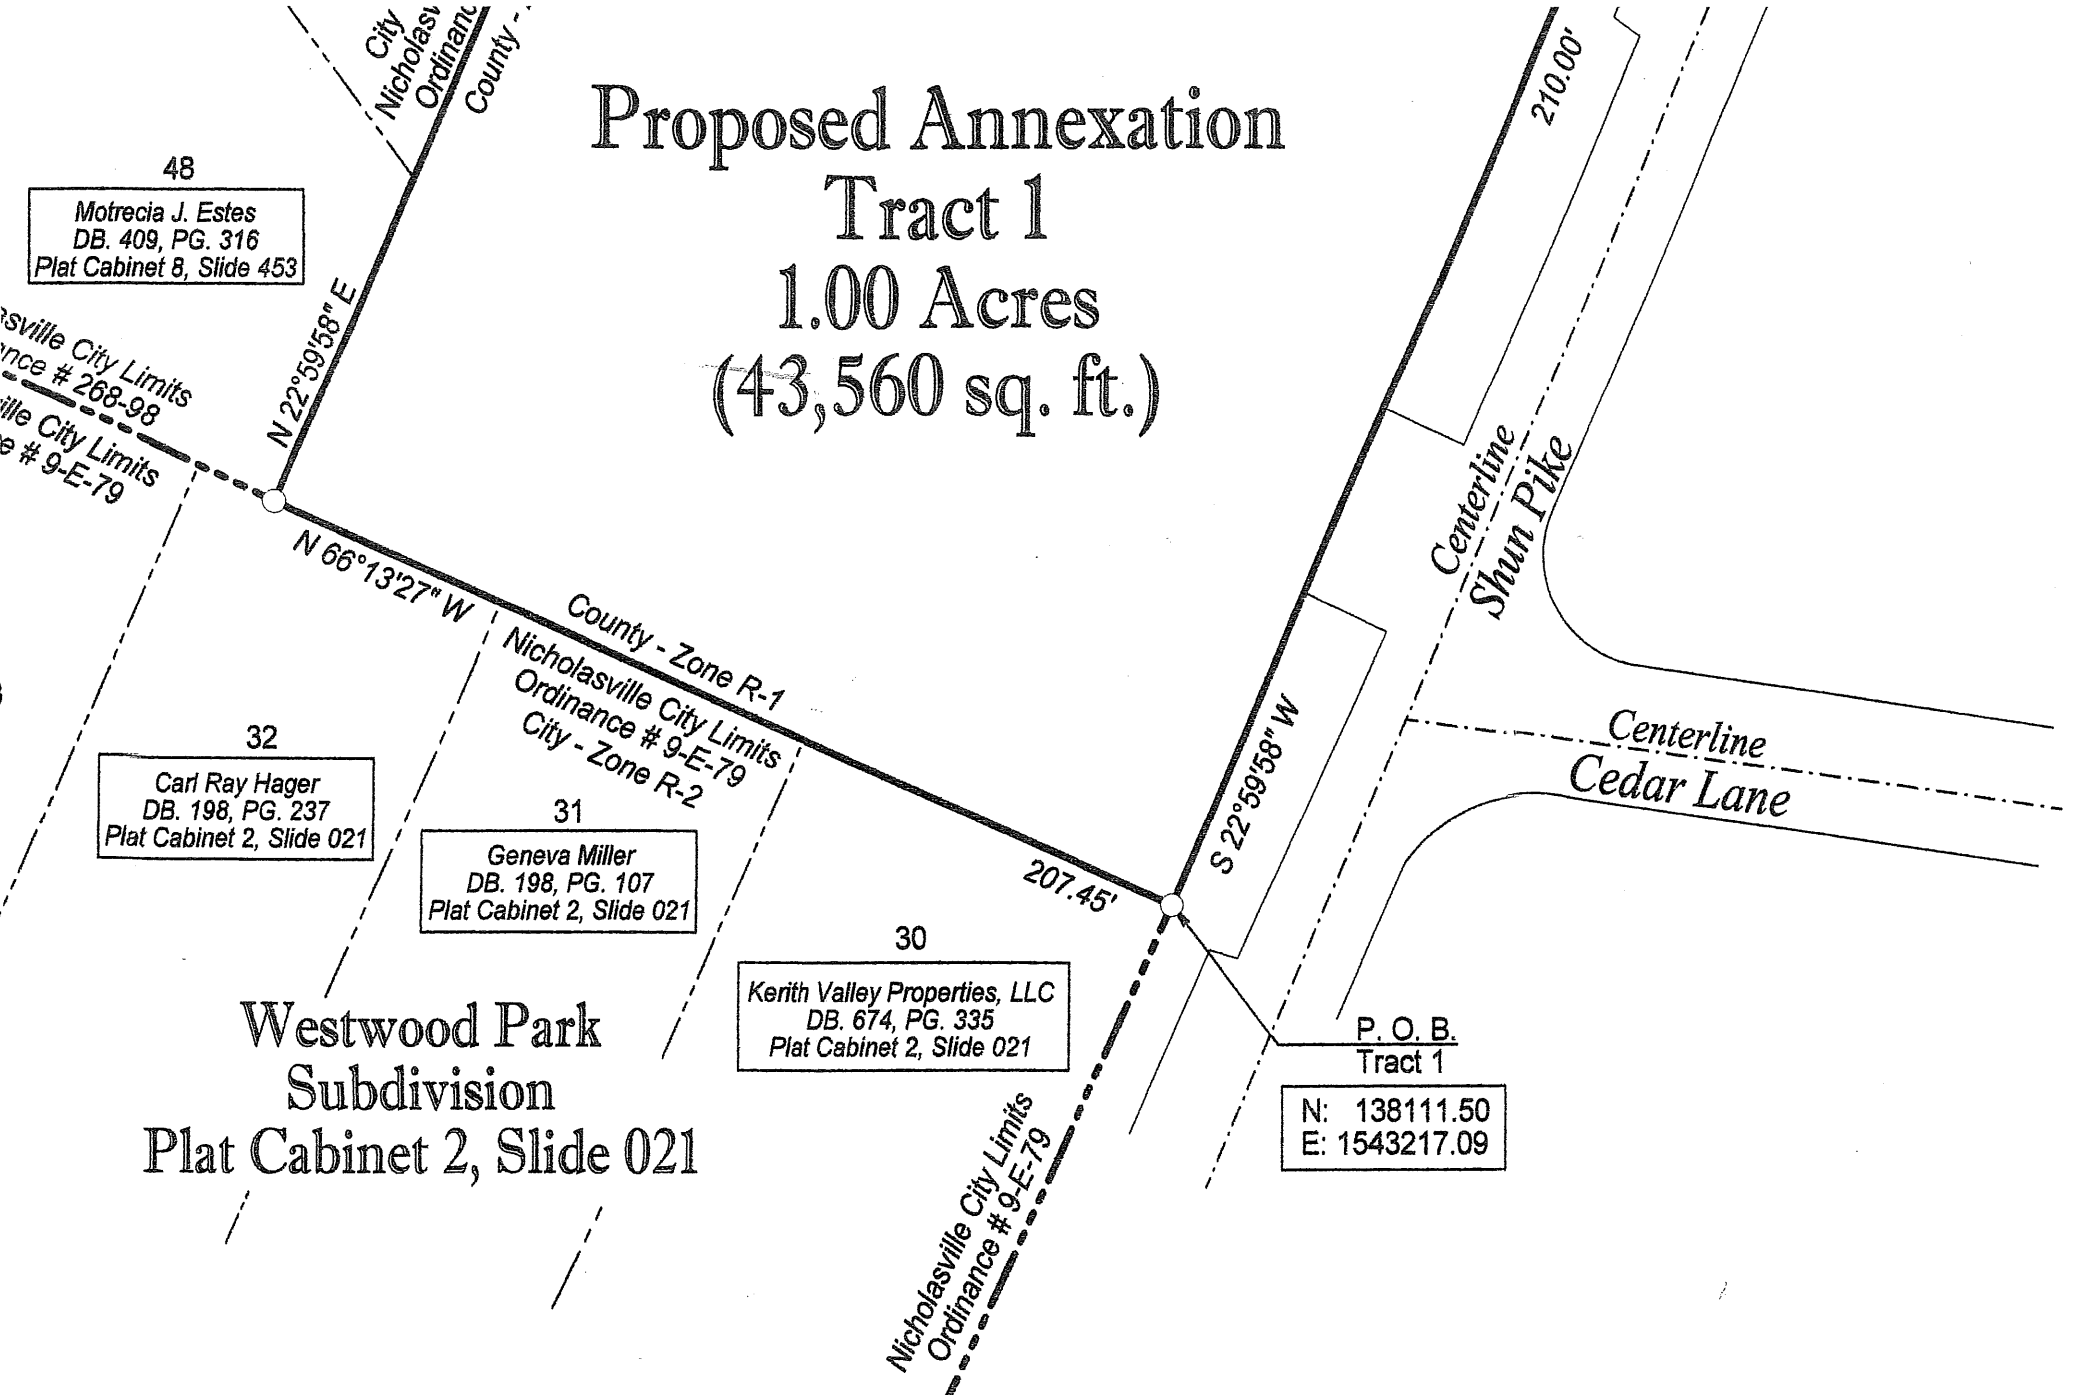 City
Ordinance
County -
210.00'
Proposed Annexation
Tract 1
1.00 Acres
(43,560 sq. ft.)
48
Motrecia J. Estes
DB. 409, PG. 316
Plat Cabinet 8, Slide 453
N 22°59'58" E
City Limits
# 268-98
City Limits
# 9-E-79
N 66°13'27" W
County - Zone R-1
Nicholasville City Limits
Ordinance # 9-E-79
City - Zone R-2
207.45'
Centerline
Shun Pike
S 22°59'58" W
Centerline
Cedar Lane
32
Carl Ray Hager
DB. 198, PG. 237
Plat Cabinet 2, Slide 021
31
Geneva Miller
DB. 198, PG. 107
Plat Cabinet 2, Slide 021
30
Kerith Valley Properties, LLC
DB. 674, PG. 335
Plat Cabinet 2, Slide 021
Westwood Park
Subdivision
Plat Cabinet 2, Slide 021
P. O. B.
Tract 1
N: 138111.50
E: 1543217.09
Nicholasville City Limits
Ordinance # 9-E-79